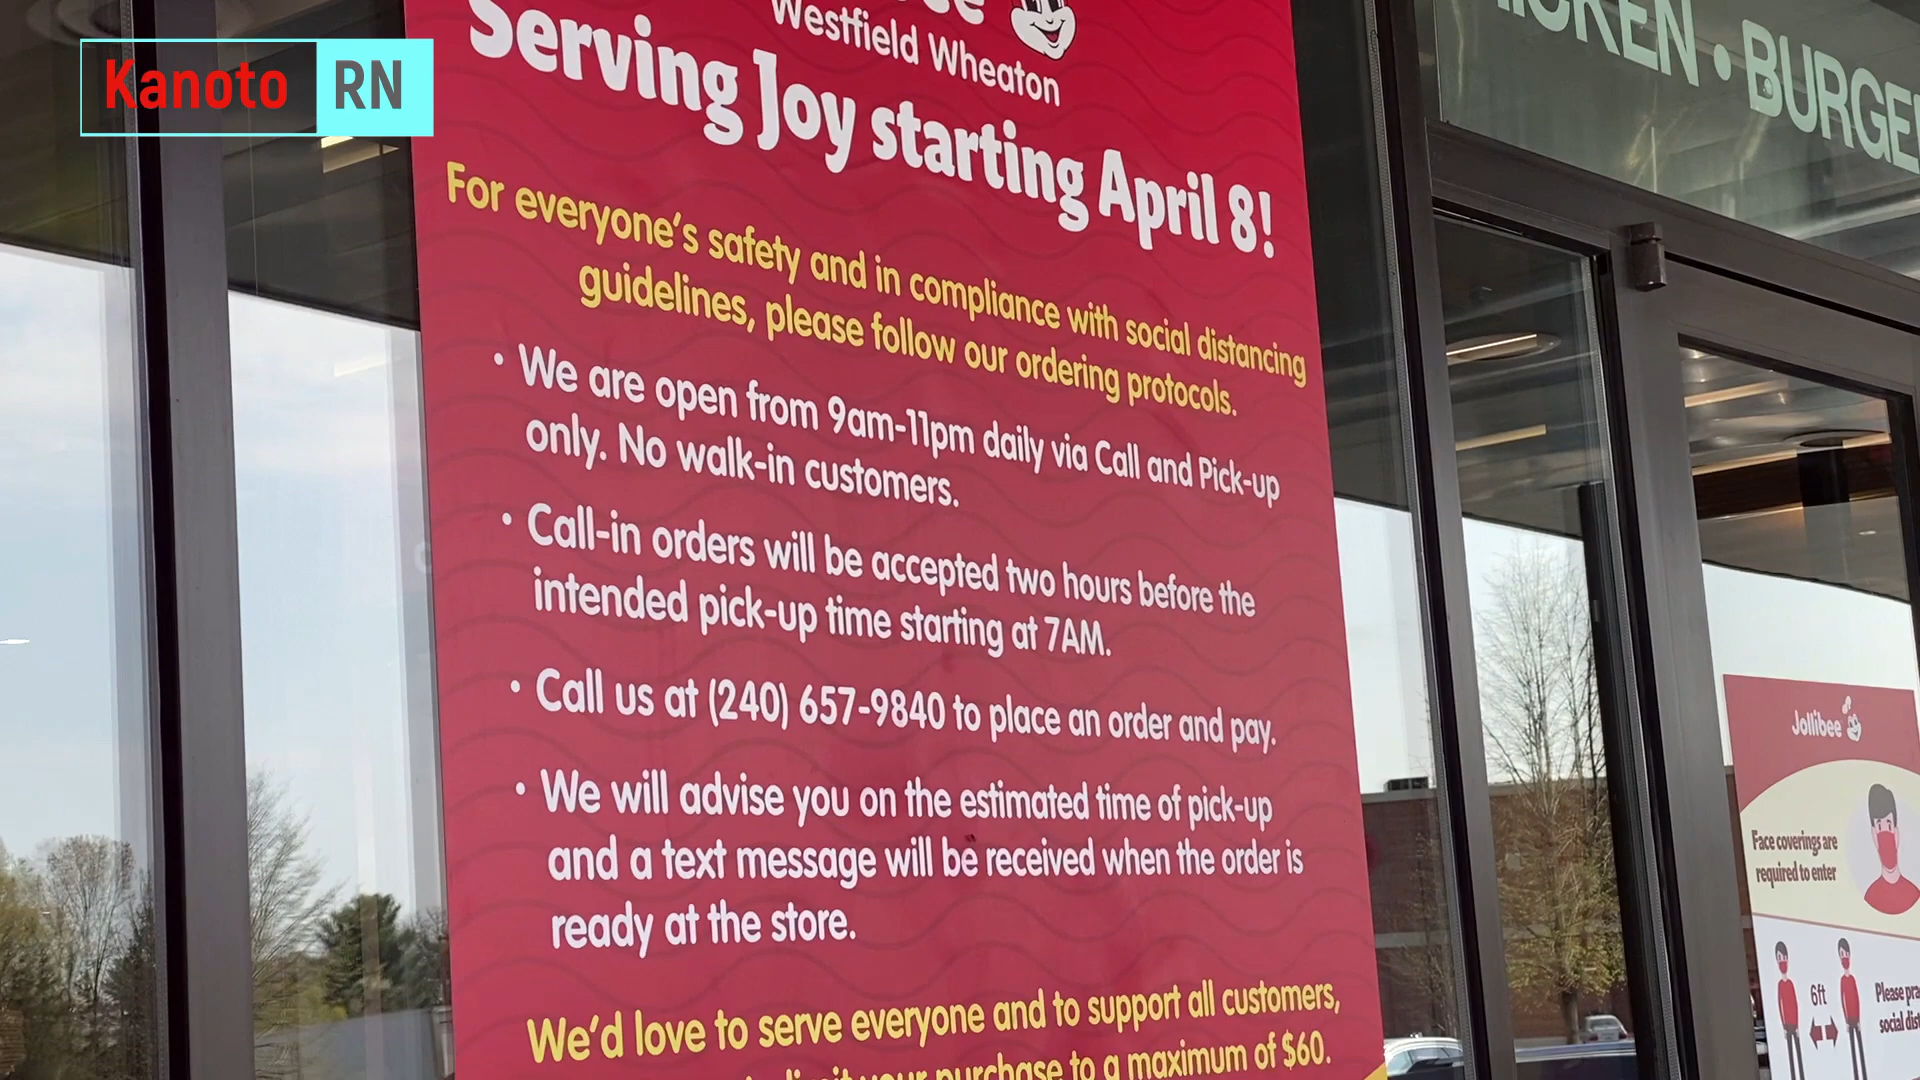 Kanoto RN
Westfield Wheaton
Serving Joy starting April 8!
For everyone's safety and in compliance with social distancing
guidelines, please follow our ordering protocols.
• We are open from 9am-11pm daily via Call and Pick-up
only. No walk-in customers.
• Call-in orders will be accepted two hours before the
intended pick-up time starting at 7AM.
• Call us at (240) 657-9840 to place an order and pay.
• We will advise you on the estimated time of pick-up
and a text message will be received when the order is
ready at the store.
We'd love to serve everyone and to support all customers,
limit your purchase to a maximum of $60.
• BURGE
Jollibee
Face coverings are
required to enter
6ft
Please
social